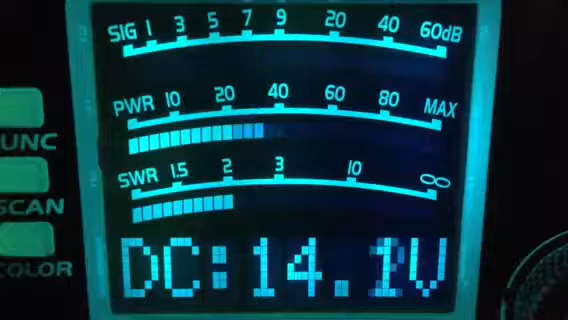 SIG 1 3 5 7 9 20 40 60dB
PWR 10 20 40 60 80 MAX
UNC
SWR 1.5 2 3 10 ∞
SCAN
DC:14.1V
COLOR